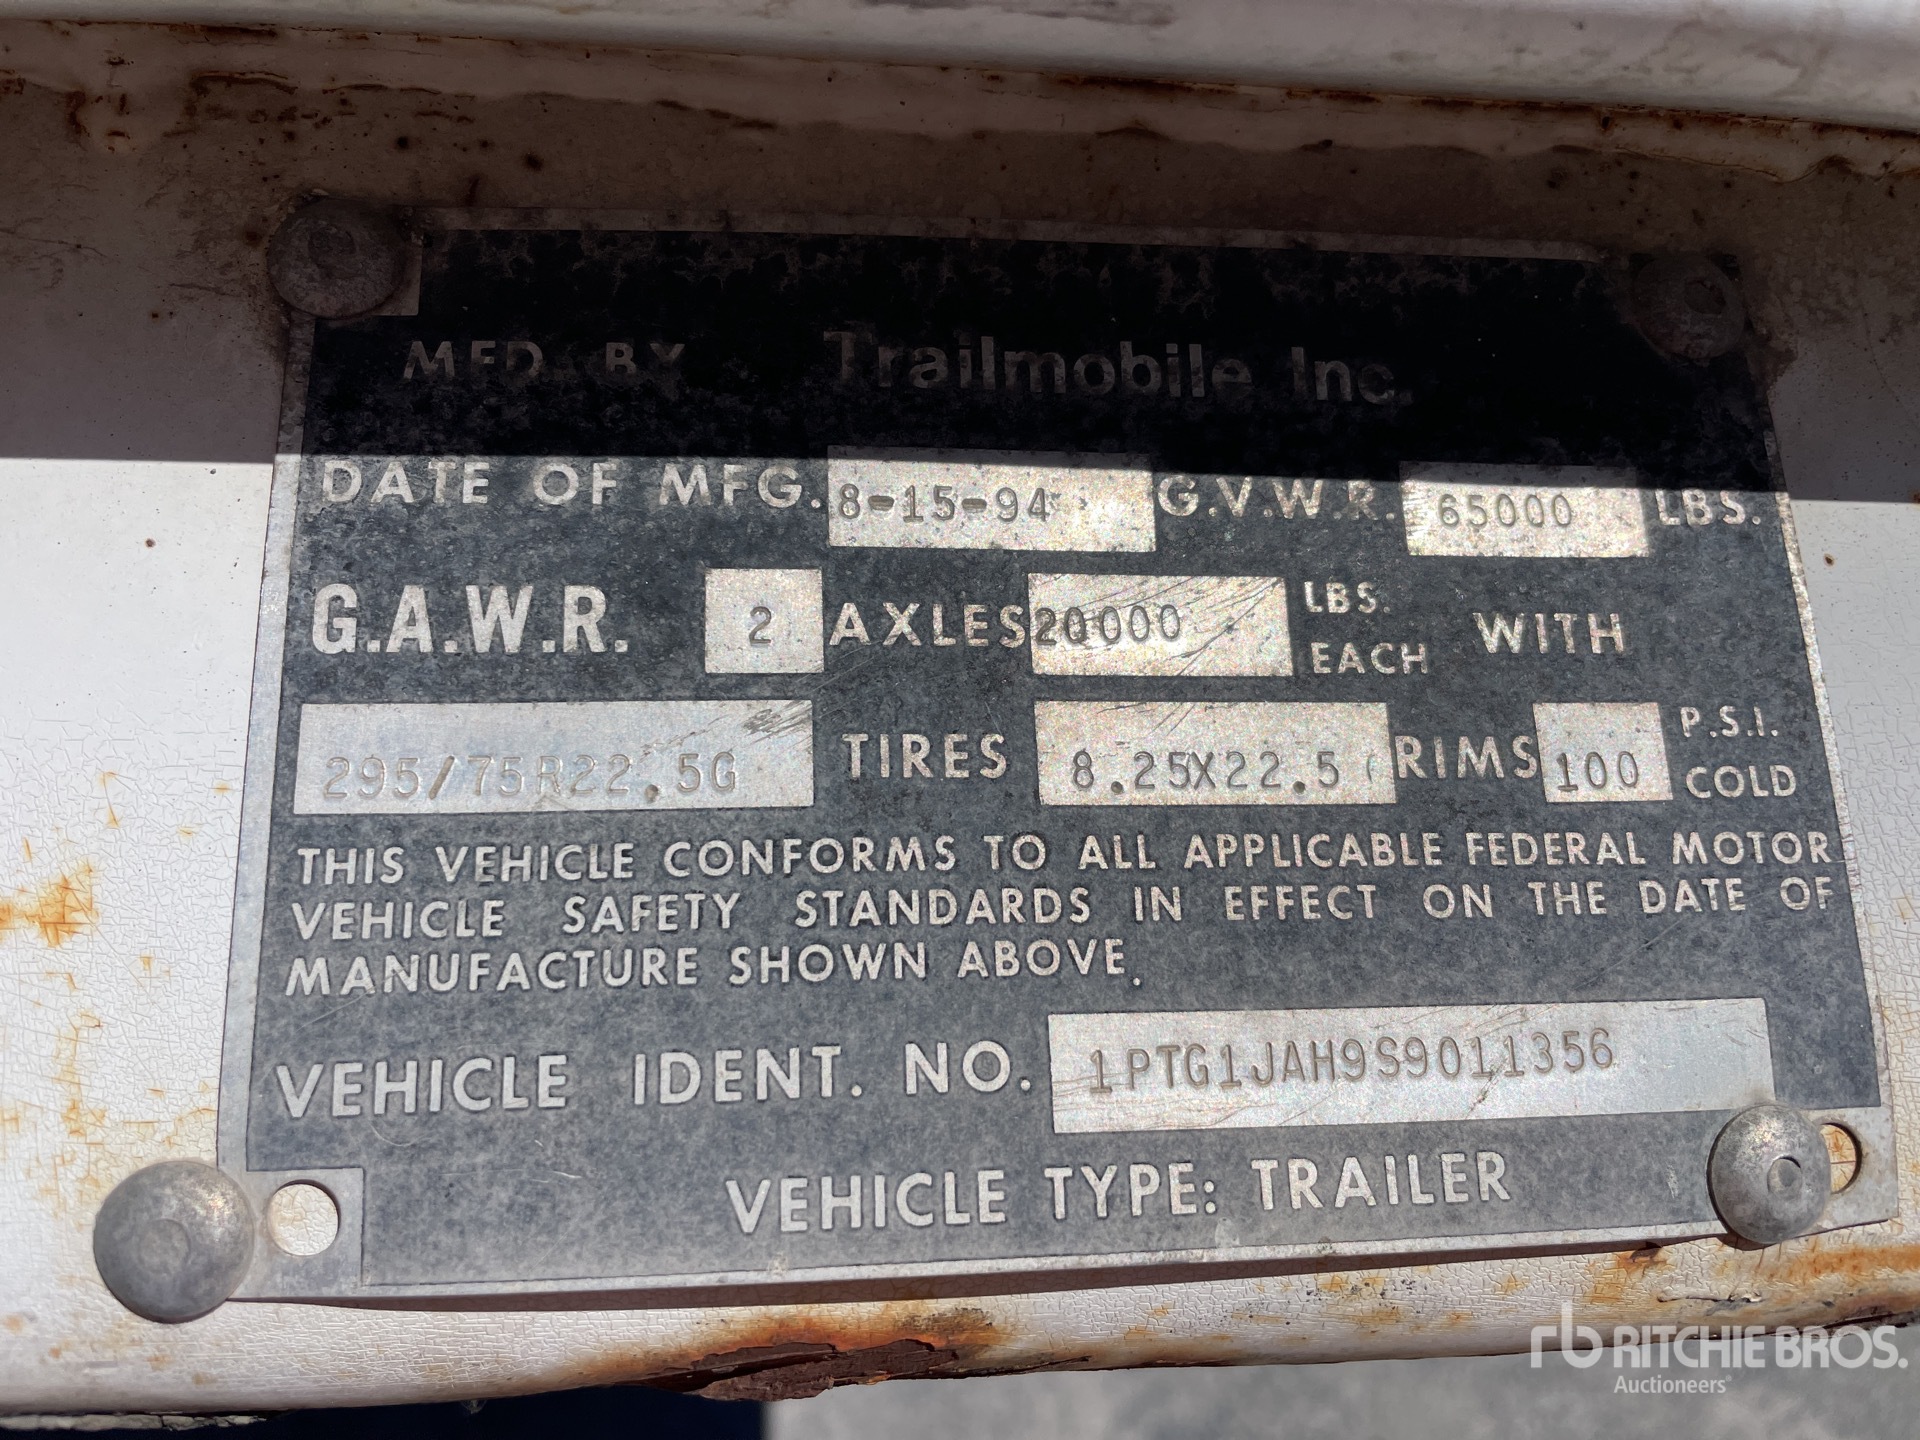 MFD. BY Trailmobile Inc.
DATE OF MFG. 8-15-94 G.V.W.R. 65000 LBS.
G.A.W.R. 2 AXLES 20000 LBS. EACH WITH
295/75R22.5G TIRES 8.25X22.5 RIMS 100 P.S.I. COLD
THIS VEHICLE CONFORMS TO ALL APPLICABLE FEDERAL MOTOR
VEHICLE SAFETY STANDARDS IN EFFECT ON THE DATE OF
MANUFACTURE SHOWN ABOVE.
VEHICLE IDENT. NO. 1PTG1JAH9S9011356
VEHICLE TYPE: TRAILER
rb RITCHIE BROS.
Auctioneers